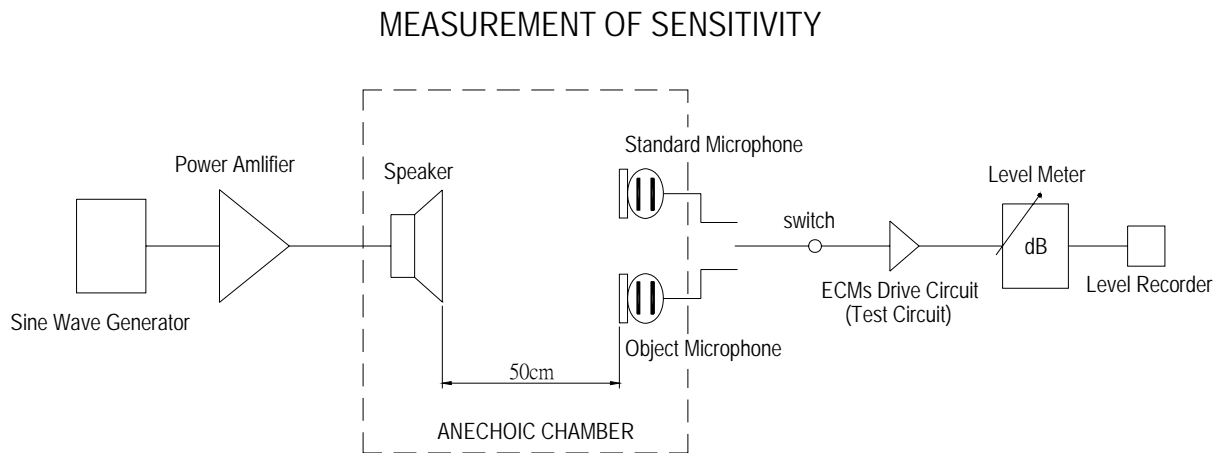 MEASUREMENT OF SENSITIVITY
Power Amlifier
Speaker
Standard Microphone
Level Meter
switch
dB
Sine Wave Generator
ECMs Drive Circuit
(Test Circuit)
Level Recorder
Object Microphone
50cm
ANECHOIC CHAMBER